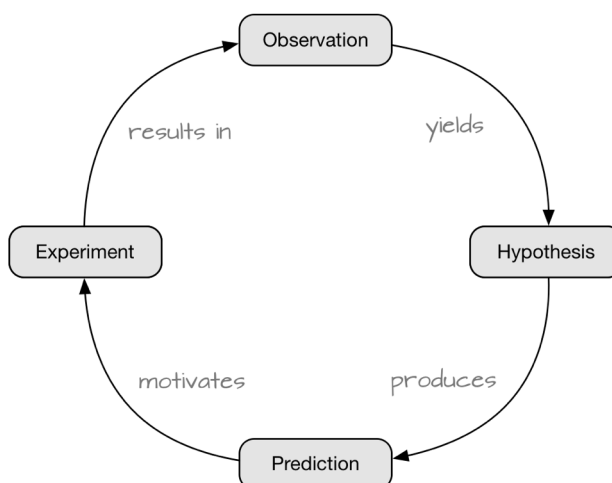 Observation
results in
yields
Experiment
Hypothesis
motivates
produces
Prediction